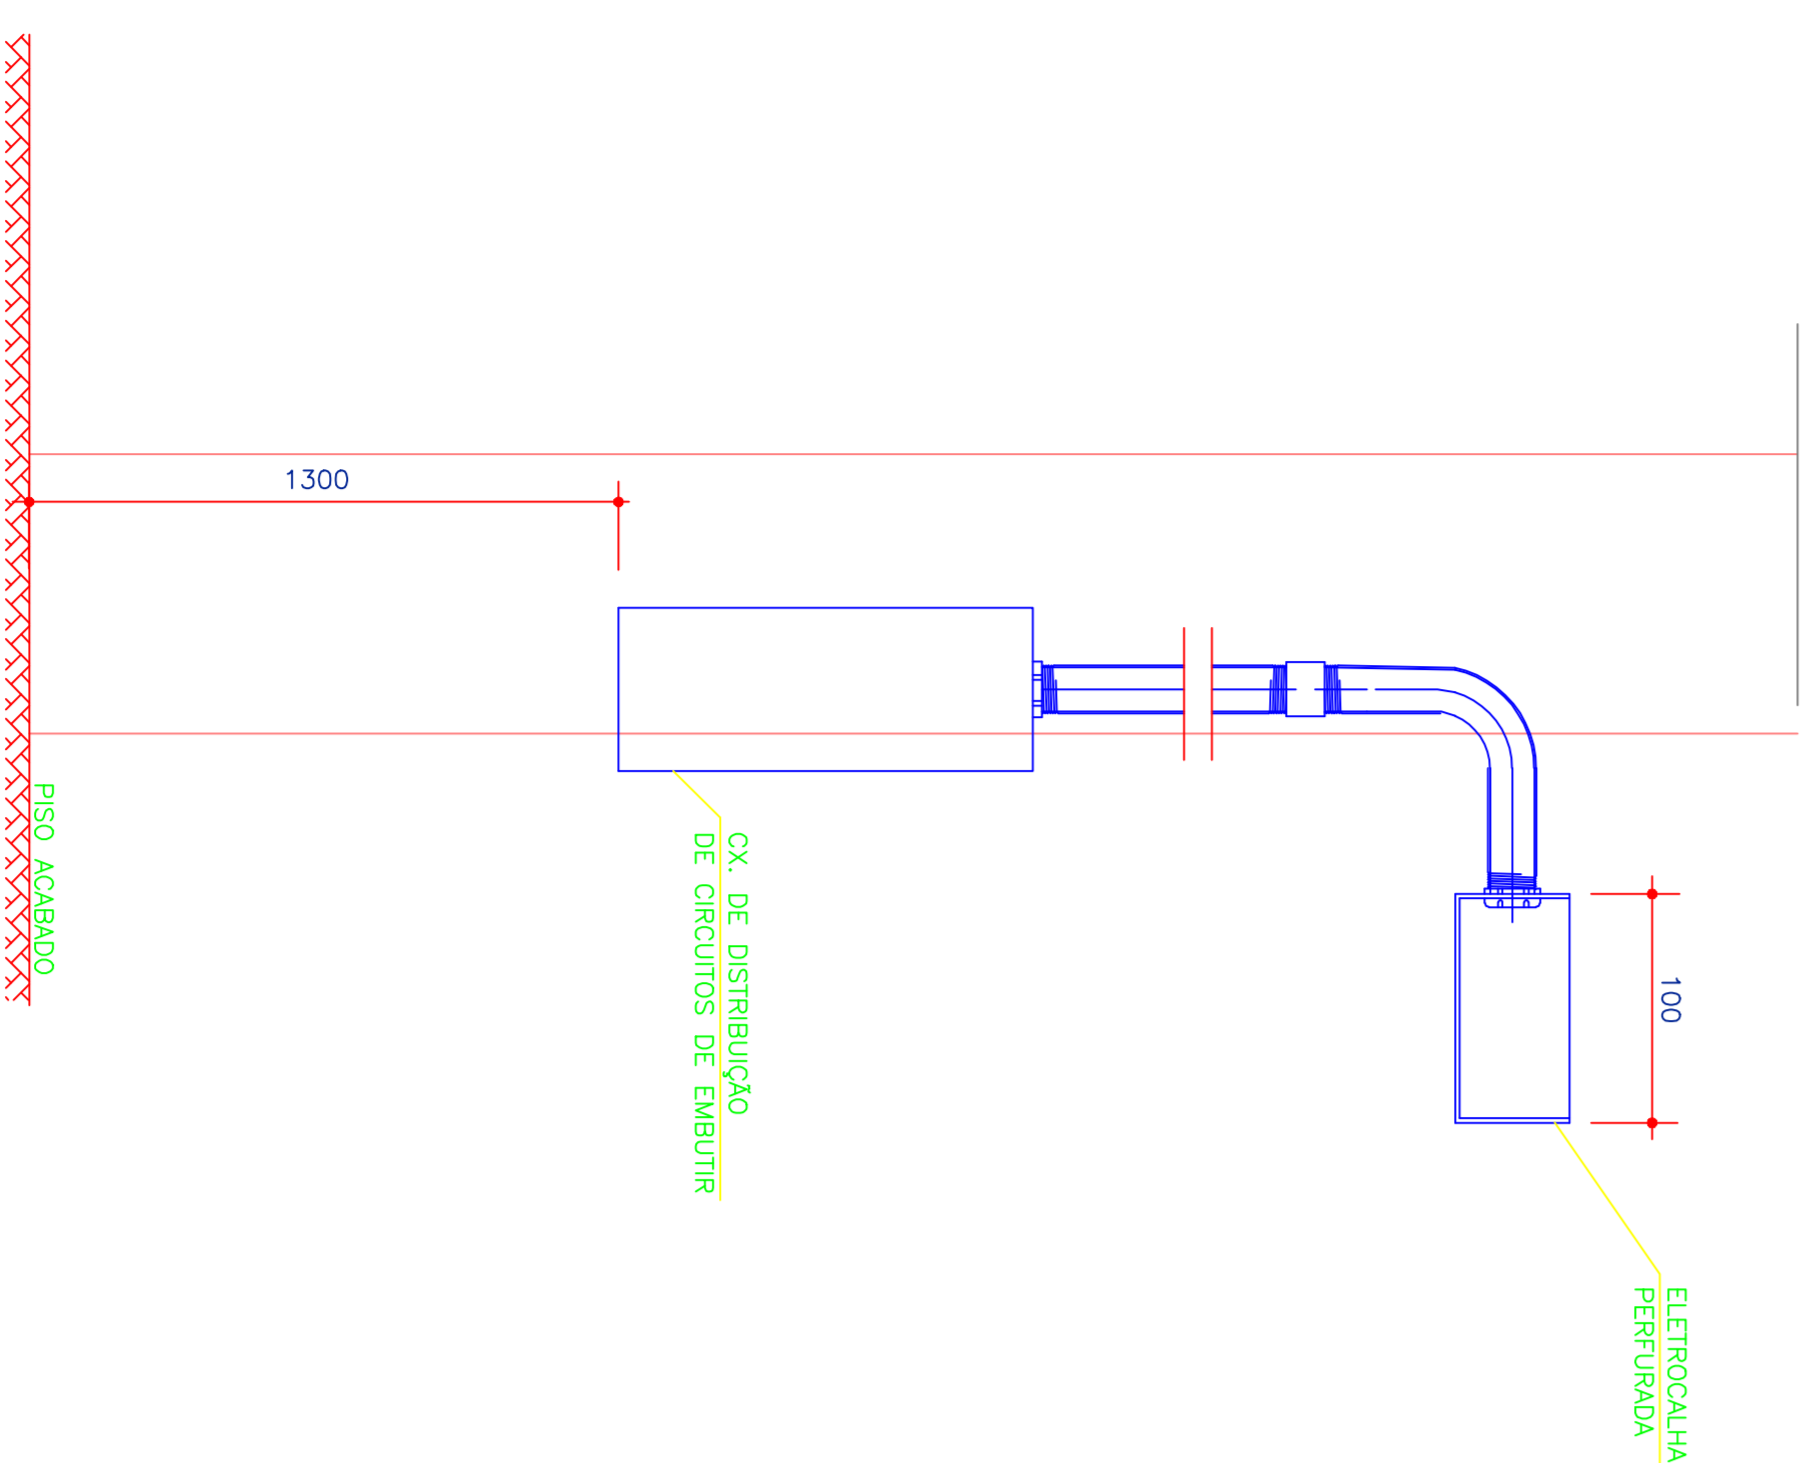 ELETROCALHA
PERFURADA
100
CX. DE DISTRIBUIÇÃO
DE CIRCUITOS DE EMBUTIR
1300
PISO ACABADO